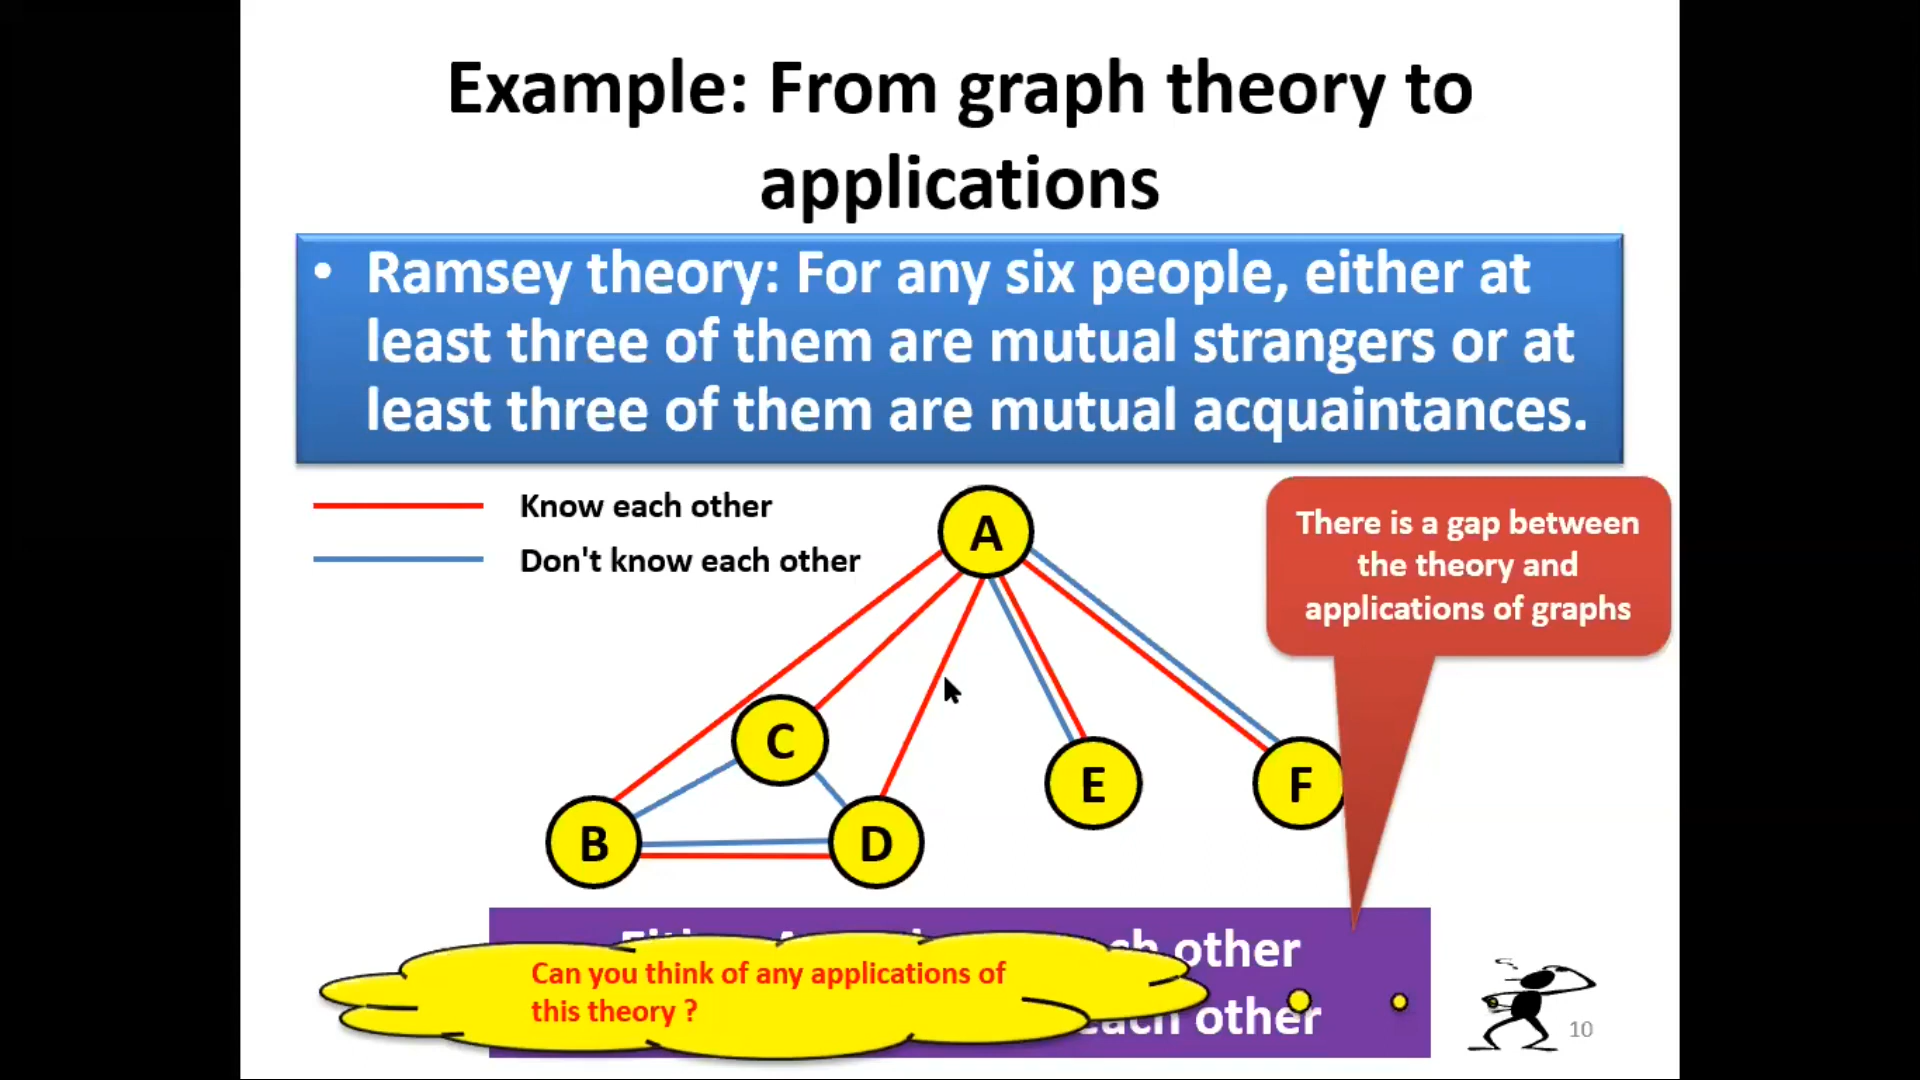 Example: From graph theory to
applications
• Ramsey theory: For any six people, either at
least three of them are mutual strangers or at
least three of them are mutual acquaintances.
Know each other
Don't know each other
A
There is a gap between
the theory and
applications of graphs
C
E
F
B
D
other
each other
Can you think of any applications of
this theory ?
10